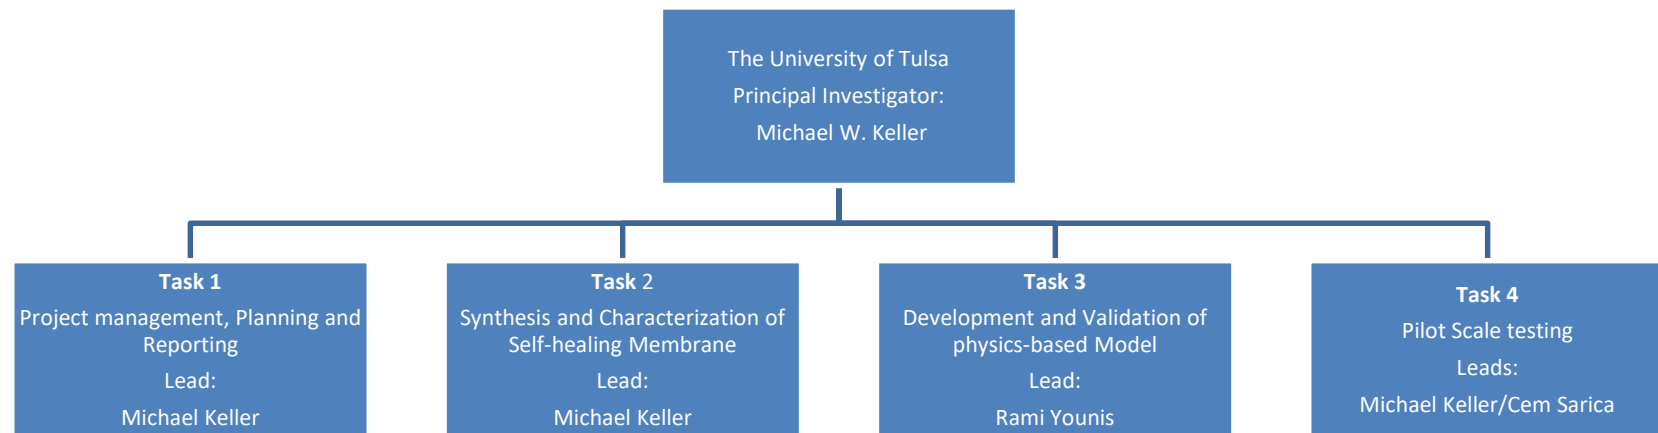 The University of Tulsa
Principal Investigator:
Michael W. Keller
Task 1
Project management, Planning and
Reporting
Lead:
Michael Keller
Task 2
Synthesis and Characterization of
Self-healing Membrane
Lead:
Michael Keller
Task 3
Development and Validation of
physics-based Model
Lead:
Rami Younis
Task 4
Pilot Scale testing
Leads:
Michael Keller/Cem Sarica